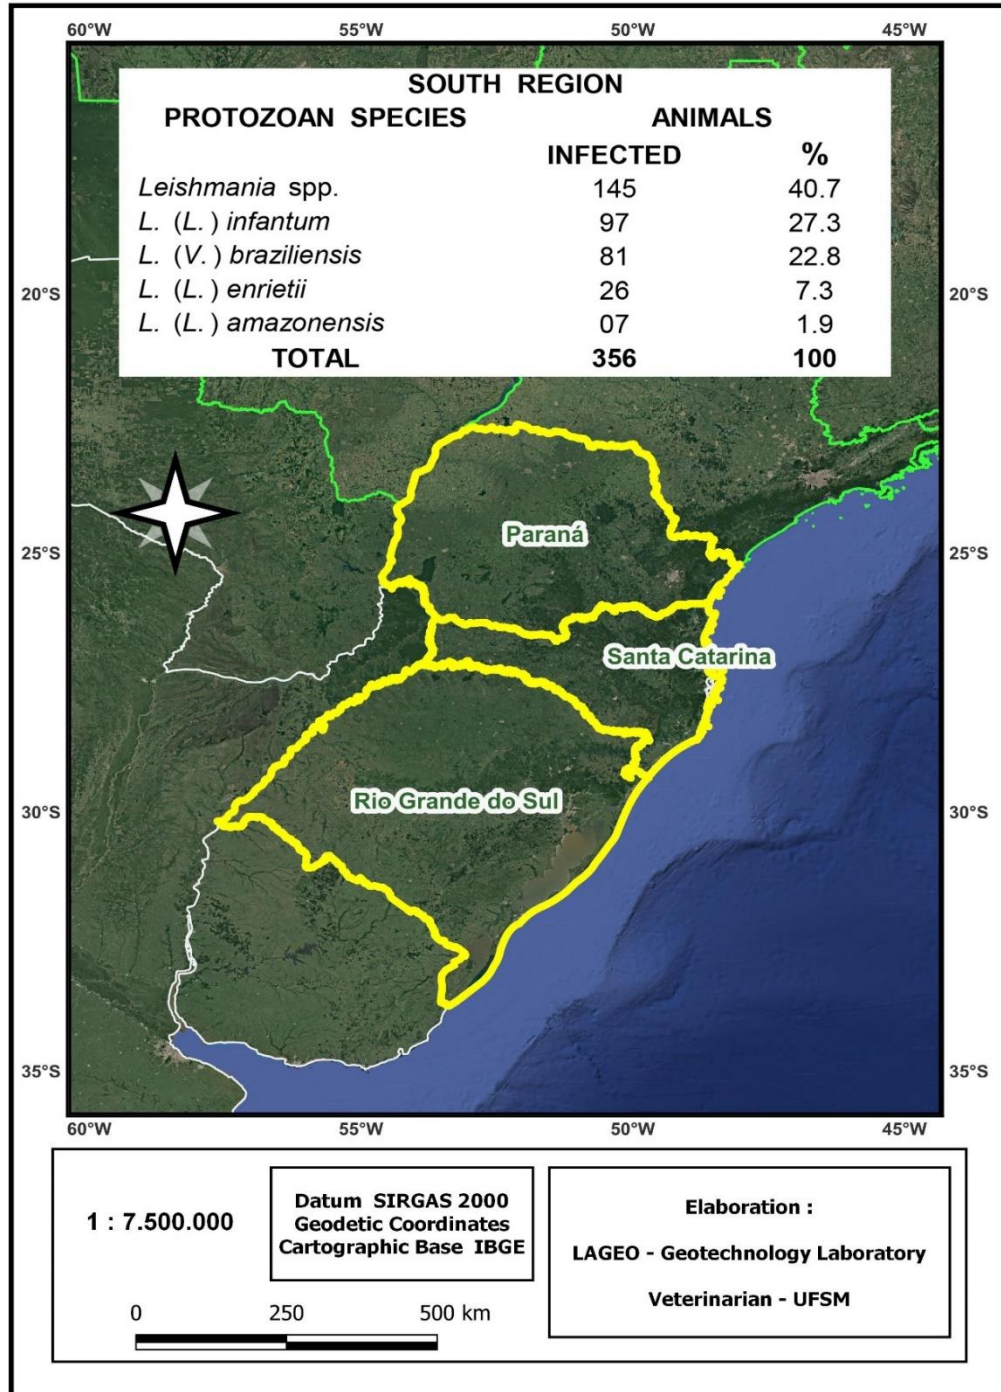 60°W 55°W 50°W 45°W
SOUTH REGION
PROTOZOAN SPECIES ANIMALS
INFECTED %
Leishmania spp. 145 40.7
L. (L.) infantum 97 27.3
L. (V.) braziliensis 81 22.8
L. (L.) enrietii 26 7.3
L. (L.) amazonensis 07 1.9
TOTAL 356 100
20°S 20°S
Paraná
25°S 25°S
Santa Catarina
Rio Grande do Sul
30°S 30°S
35°S 35°S
60°W 55°W 50°W 45°W
1 : 7.500.000
Datum SIRGAS 2000
Geodetic Coordinates
Cartographic Base IBGE
0 250 500 km
Elaboration :
LAGEO - Geotechnology Laboratory
Veterinarian - UFSM